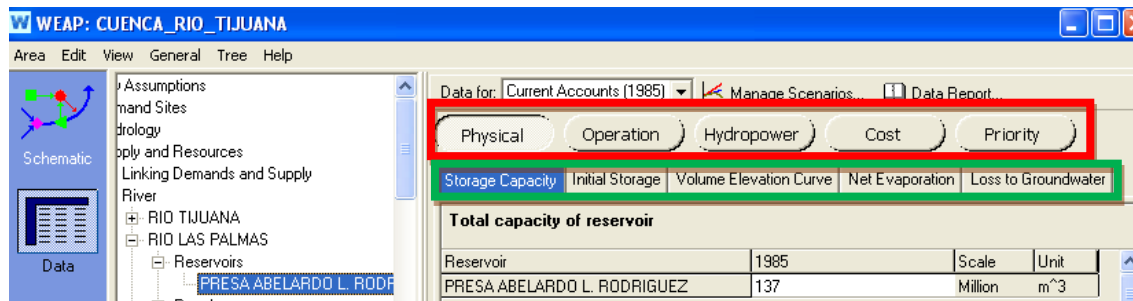 WEAP: CUENCA_RIO_TIJUANA
Area Edit View General Tree Help
Assumptions
mand Sites
drology
pply and Resources
Linking Demands and Supply
River
RIO TIJUANA
RIO LAS PALMAS
Reservoirs
PRESA ABELARDO L. RODR
Schematic
Data
Data for: Current Accounts (1985) Manage Scenarios... Data Report...
Physical Operation Hydropower Cost Priority
Storage Capacity Initial Storage Volume Elevation Curve Net Evaporation Loss to Groundwater
Total capacity of reservoir
Reservoir 1985 Scale Unit
PRESA ABELARDO L. RODRIGUEZ 137 Million m^3